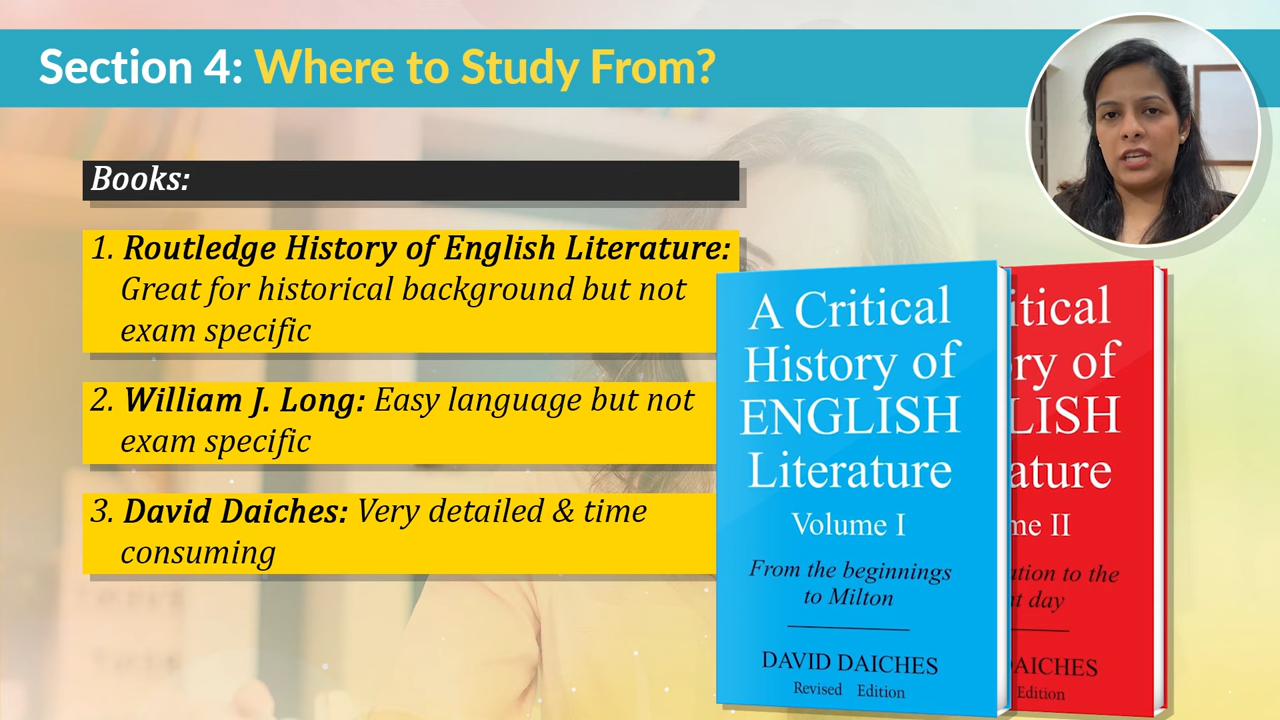 Section 4: Where to Study From?
Books:
1. Routledge History of English Literature:
Great for historical background but not
exam specific
2. William J. Long: Easy language but not
exam specific
3. David Daiches: Very detailed & time
consuming
A Critical
History of
ENGLISH
Literature
Volume I
From the beginnings
to Milton
DAVID DAICHES
Revised Edition
itical
ry of
LISH
ature
me II
ation to the
nt day
DAICHES
Edition